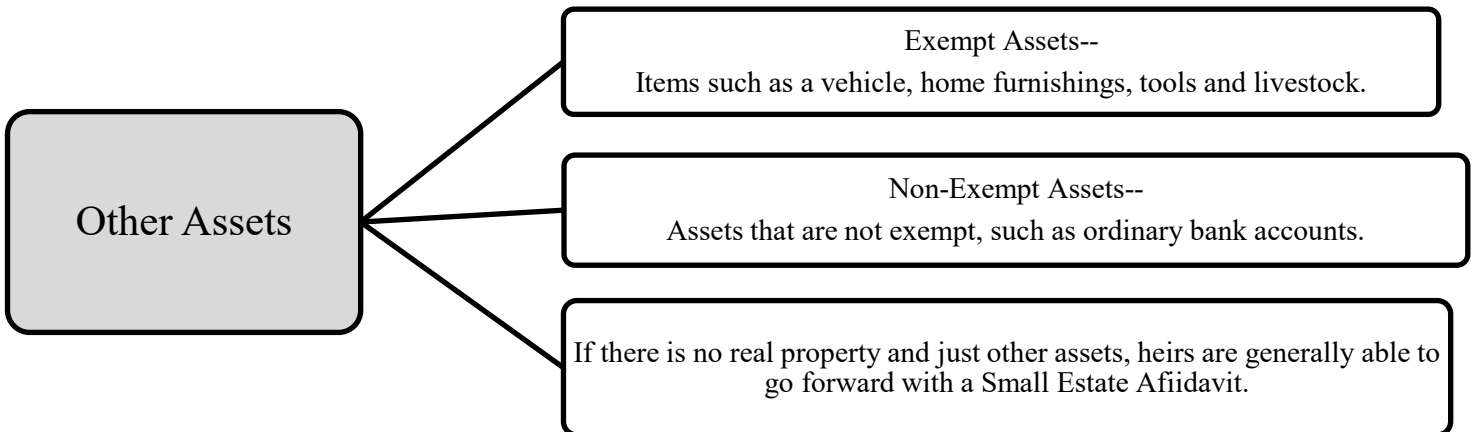 Other Assets
Exempt Assets--
Items such as a vehicle, home furnishings, tools and livestock.
Non-Exempt Assets--
Assets that are not exempt, such as ordinary bank accounts.
If there is no real property and just other assets, heirs are generally able to
go forward with a Small Estate Afiidavit.